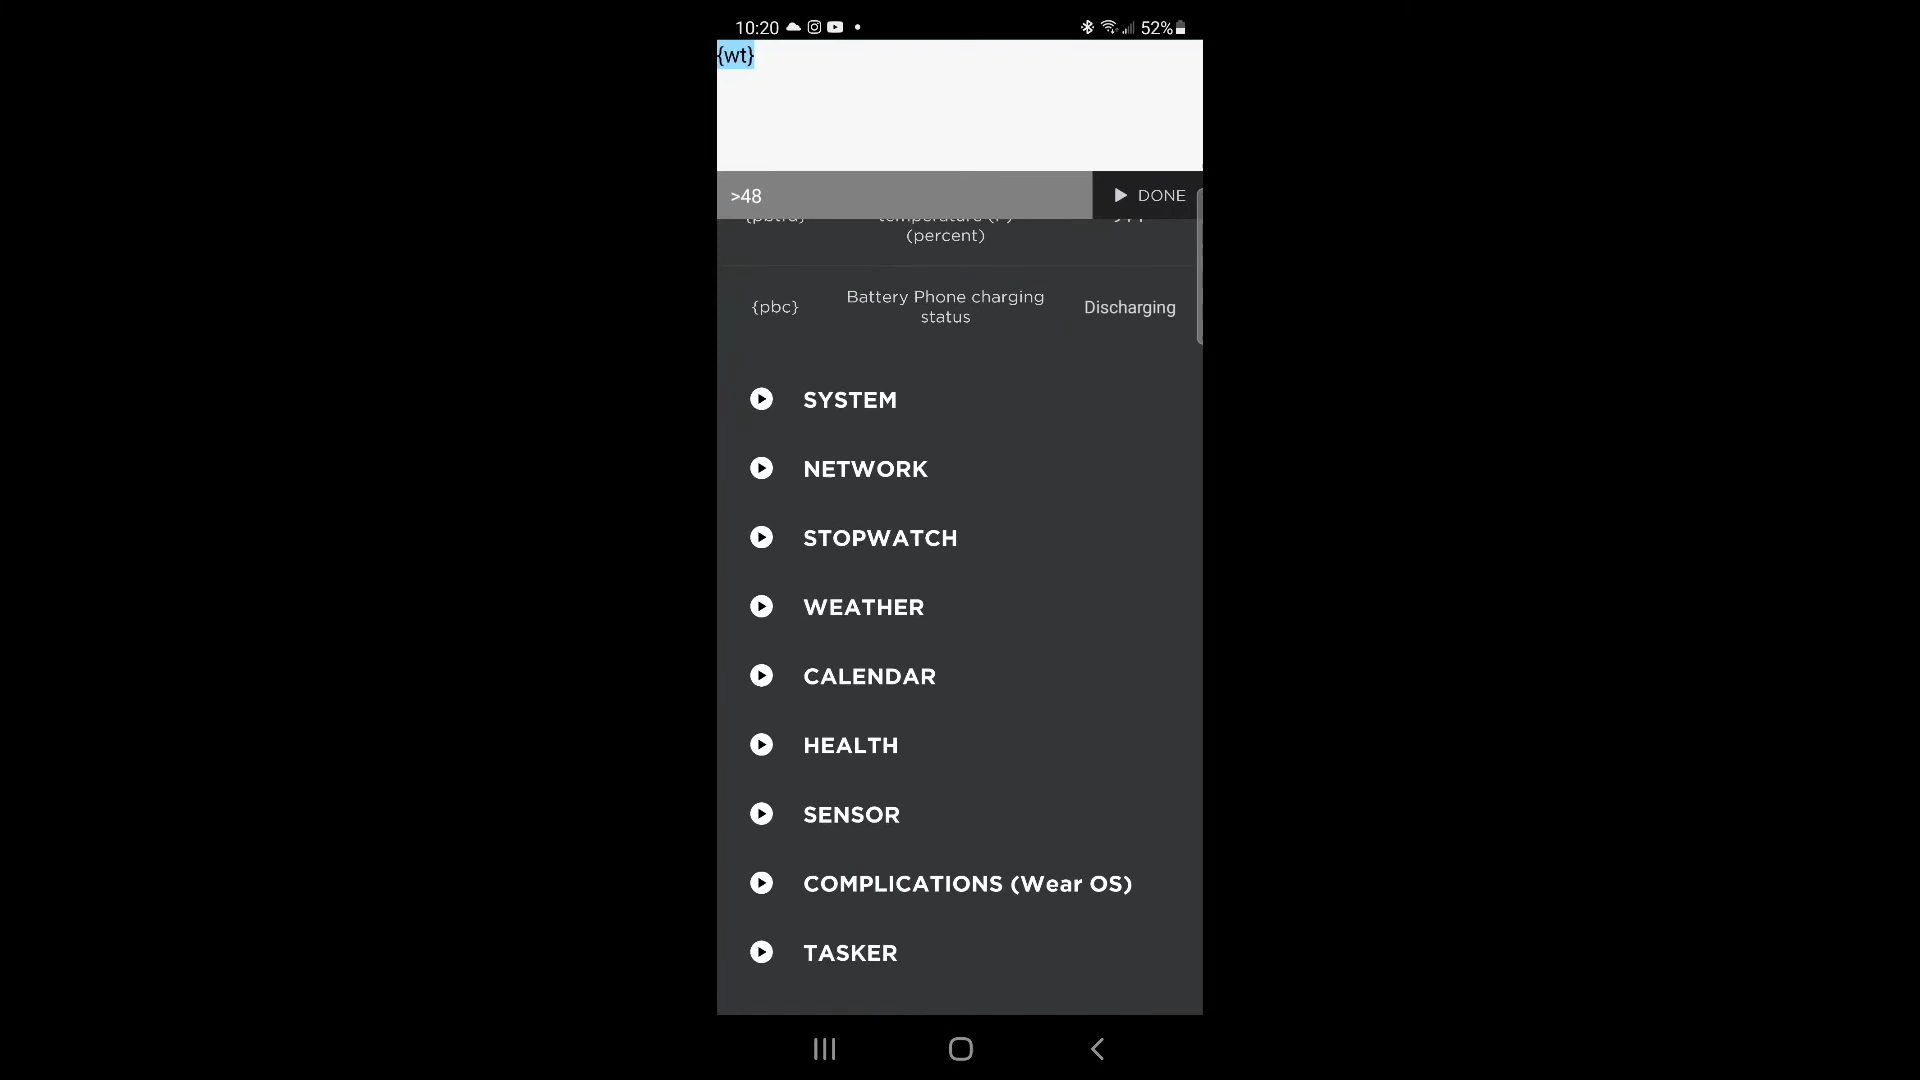 10:20
52%
{wt}
>48
DONE
(percent)
{pbc}
Battery Phone charging
status
Discharging
SYSTEM
NETWORK
STOPWATCH
WEATHER
CALENDAR
HEALTH
SENSOR
COMPLICATIONS (Wear OS)
TASKER